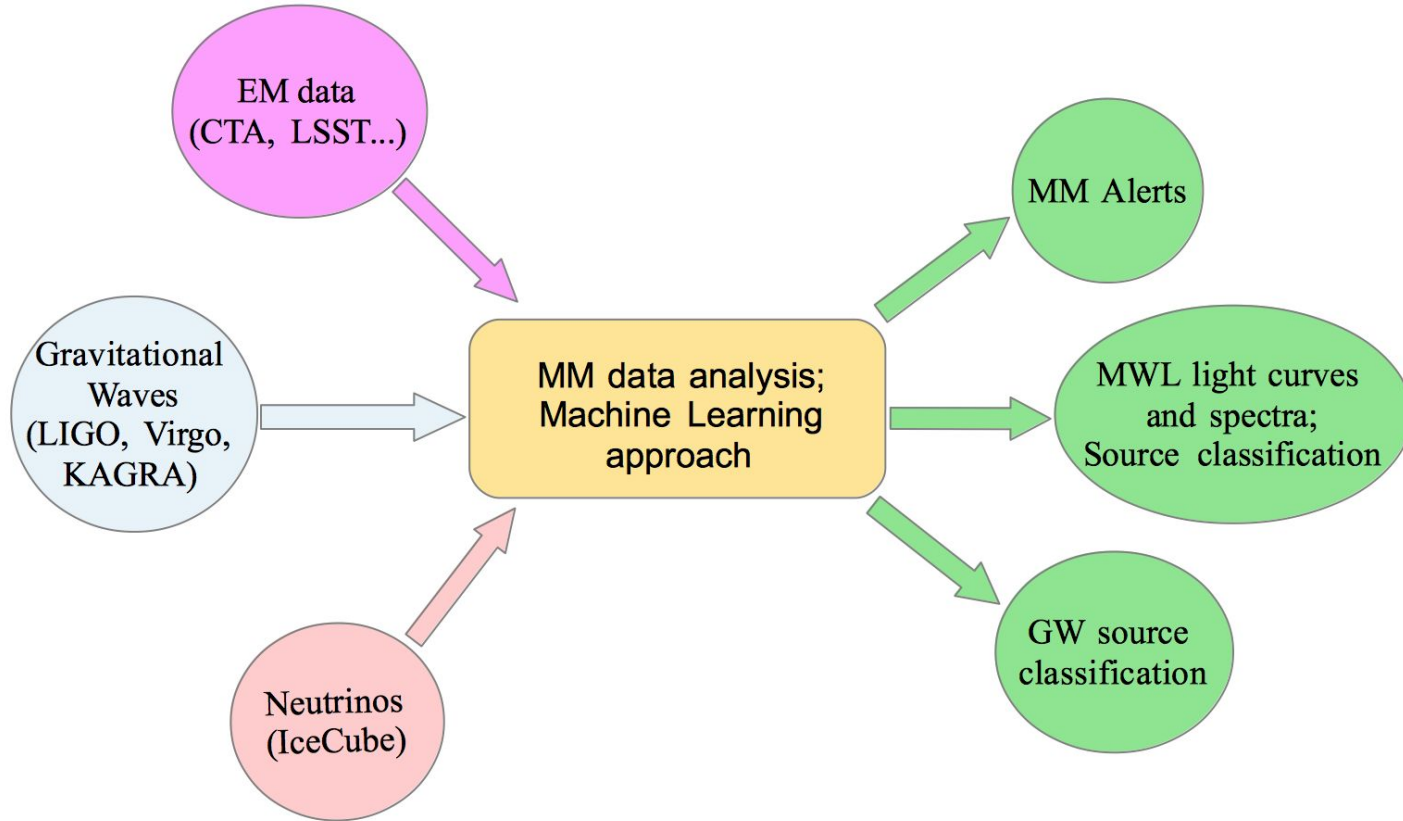 EM data
(CTA, LSST...)
Gravitational
Waves
(LIGO, Virgo,
KAGRA)
Neutrinos
(IceCube)
MM data analysis;
Machine Learning
approach
MM Alerts
MWL light curves
and spectra;
Source classification
GW source
classification